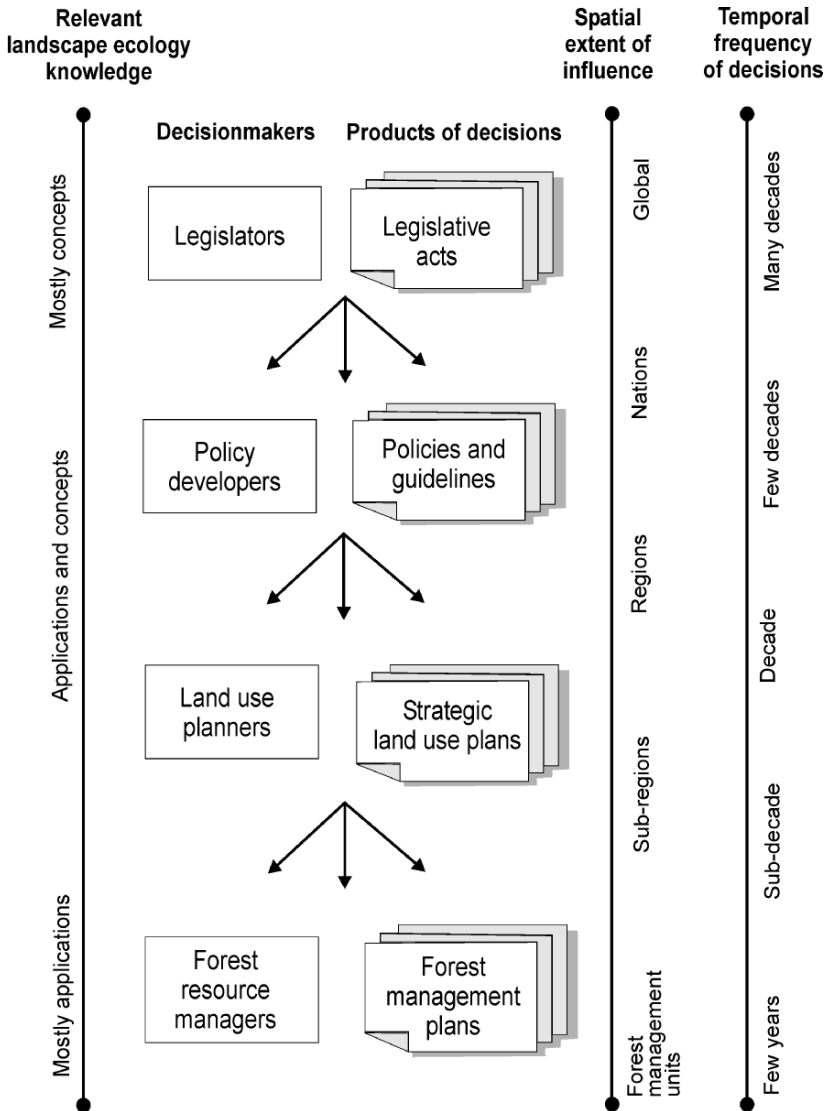 Relevant
landscape ecology
knowledge
Spatial
extent of
influence
Temporal
frequency
of decisions
Decisionmakers
Products of decisions
Mostly concepts
Applications and concepts
Mostly applications
Legislators
Legislative
acts
Policy
developers
Policies and
guidelines
Land use
planners
Strategic
land use plans
Forest
resource
managers
Forest
management
plans
Global
Nations
Regions
Sub-regions
Forest
management
units
Many decades
Few decades
Decade
Sub-decade
Few years